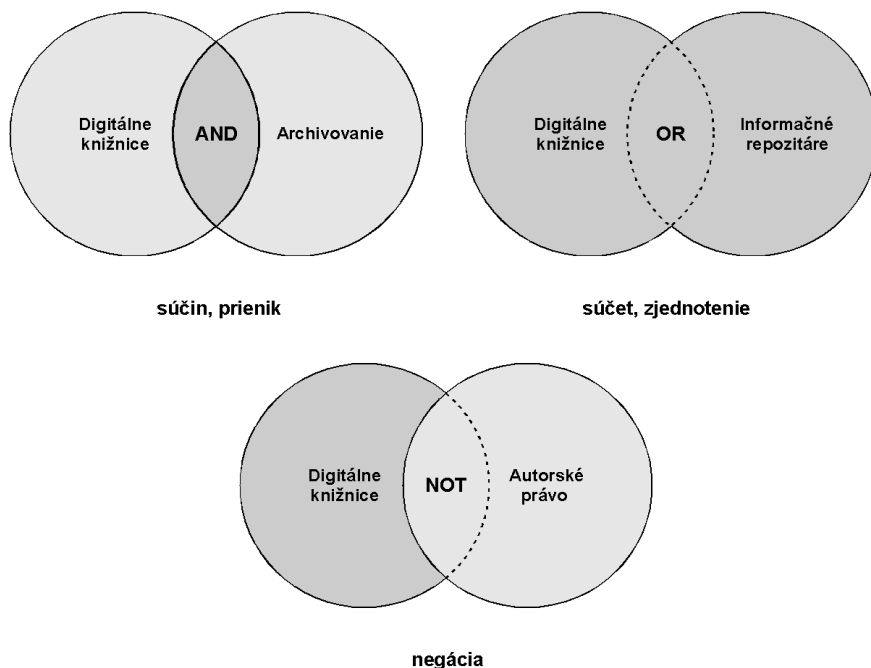 Digitálne
knižnice
AND
Archivovanie
súčin, prienik
Digitálne
knižnice
OR
Informačné
repozitáre
súčet, zjednotenie
Digitálne
knižnice
NOT
Autorské
právo
negácia